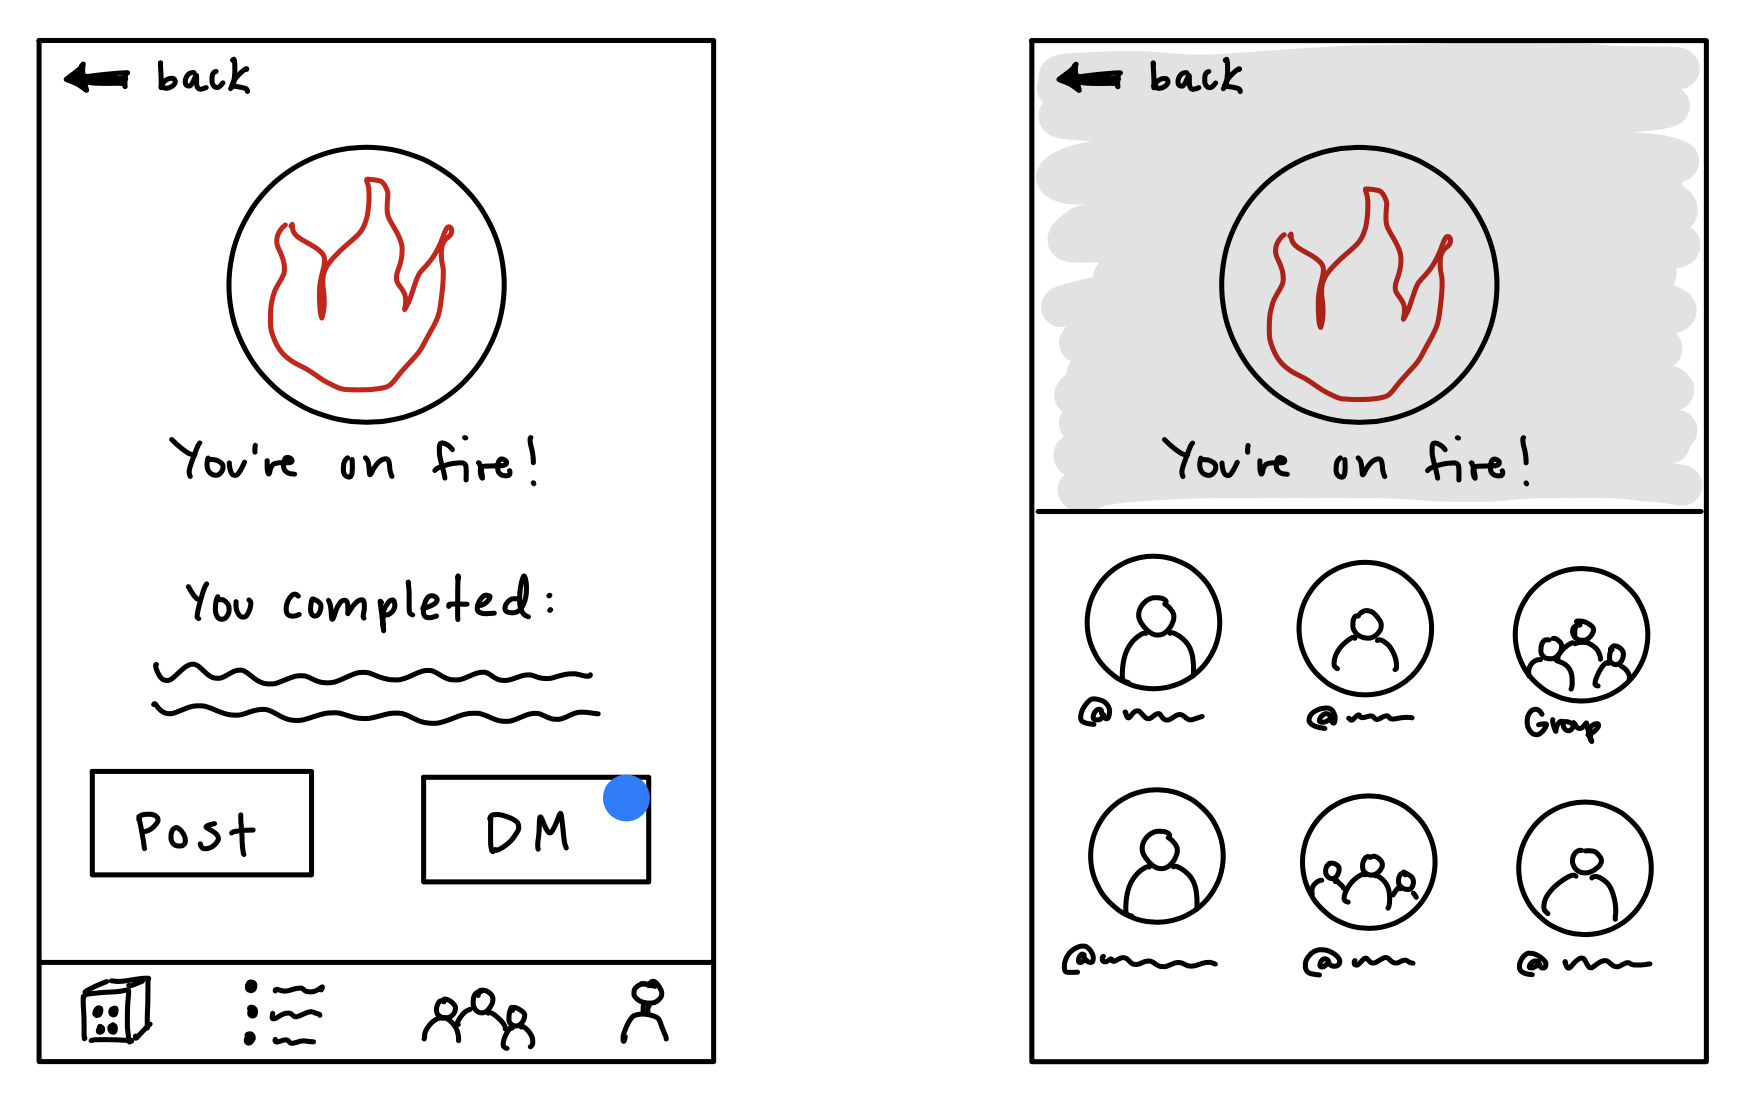 back
You're on fire!
You completed:
Post
DM
back
You're on fire!
@
@
Group
@
@
@